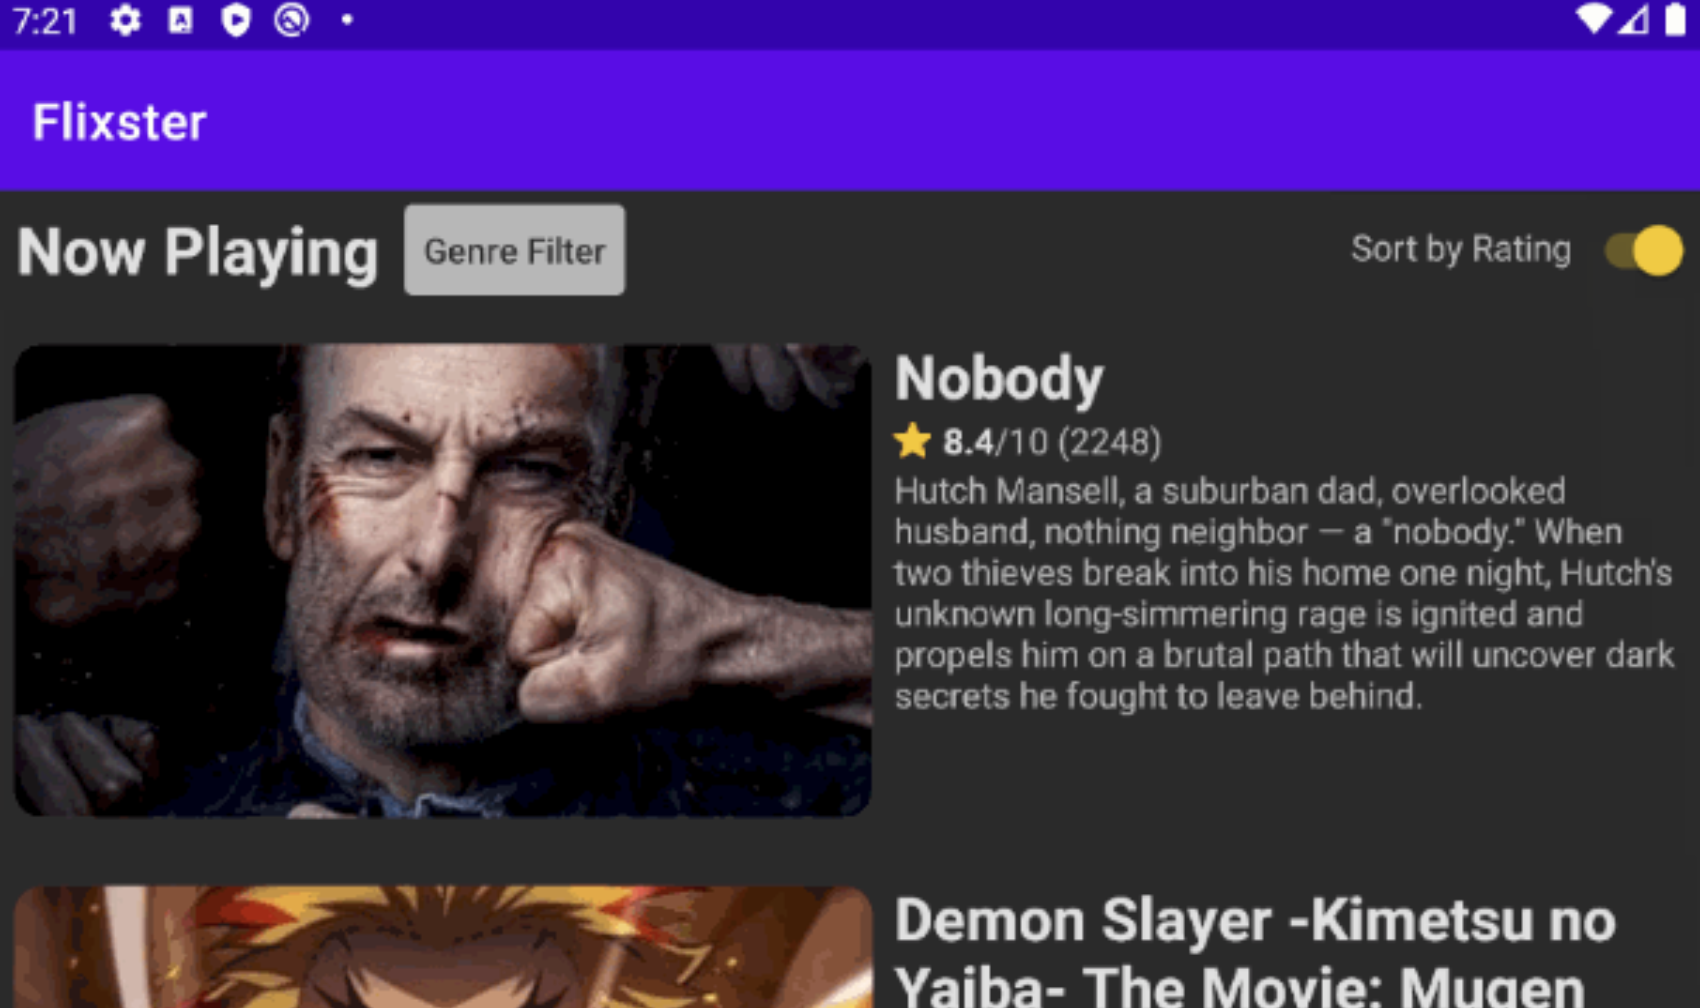 7:21
Flixster
Now Playing
Genre Filter
Sort by Rating
Nobody
8.4/10 (2248)
Hutch Mansell, a suburban dad, overlooked
husband, nothing neighbor — a "nobody." When
two thieves break into his home one night, Hutch's
unknown long-simmering rage is ignited and
propels him on a brutal path that will uncover dark
secrets he fought to leave behind.
Demon Slayer -Kimetsu no
Yaiba- The Movie: Mugen